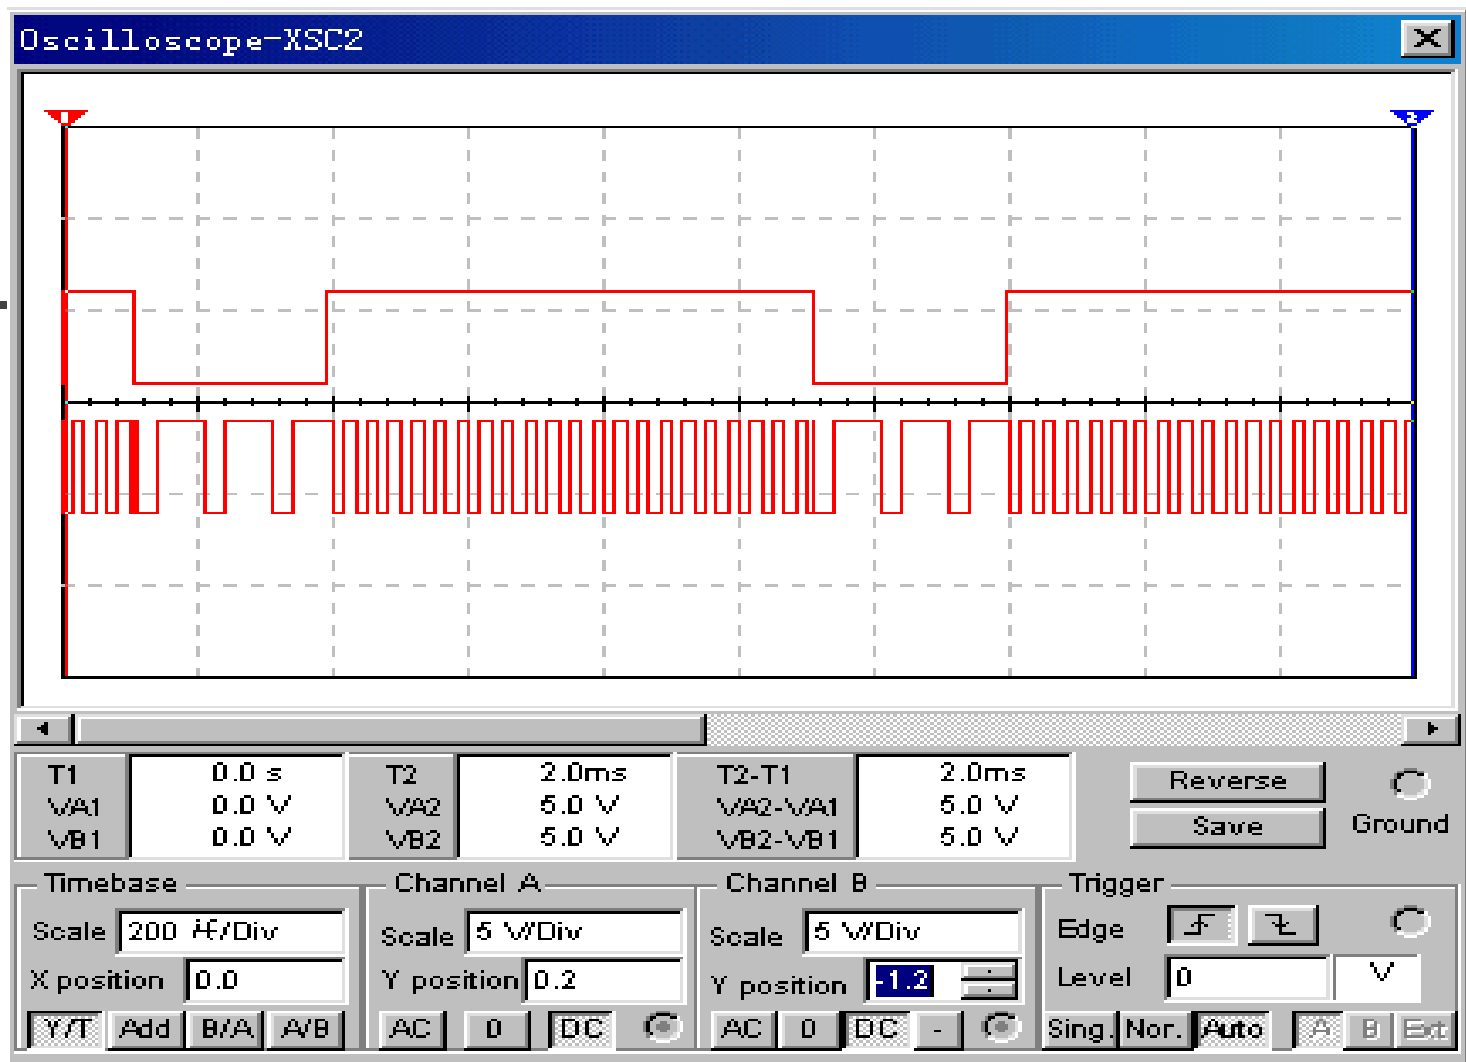 Oscilloscope-XSC2
T1 0.0 s T2 2.0ms T2-T1 2.0ms Reverse
VA1 0.0 V VA2 5.0 V VA2-VA1 5.0 V
VB1 0.0 V VB2 5.0 V VB2-VB1 5.0 V Save Ground
Timebase Channel A Channel B Trigger
Scale 200 /Div Scale 5 V/Div Scale 5 V/Div Edge
X position 0.0 Y position 0.2 Y position -1.2 Level 0 V
Y/T Add B/A A/B AC 0 DC AC 0 DC - Sing. Nor. Auto A B Ext